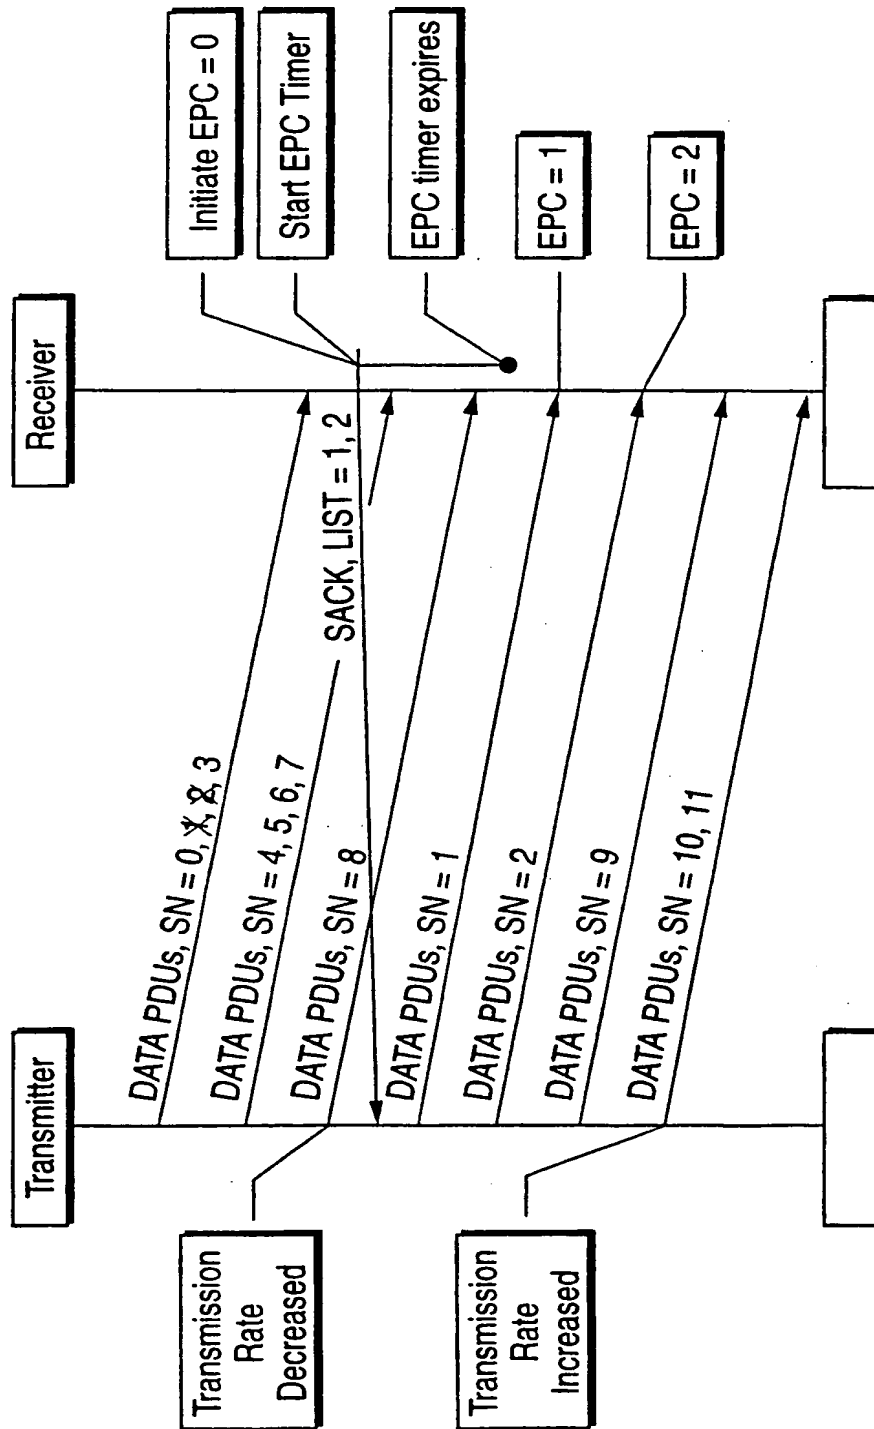 Transmitter
Receiver
DATA PDUs, SN = 0, 1, 2, 3
Initiate EPC = 0
DATA PDUs, SN = 4, 5, 6, 7
SACK, LIST = 1, 2
Start EPC Timer
Transmission
Rate
Decreased
DATA PDUs, SN = 8
EPC timer expires
DATA PDUs, SN = 1
EPC = 1
DATA PDUs, SN = 2
EPC = 2
DATA PDUs, SN = 9
Transmission
Rate
Increased
DATA PDUs, SN = 10, 11